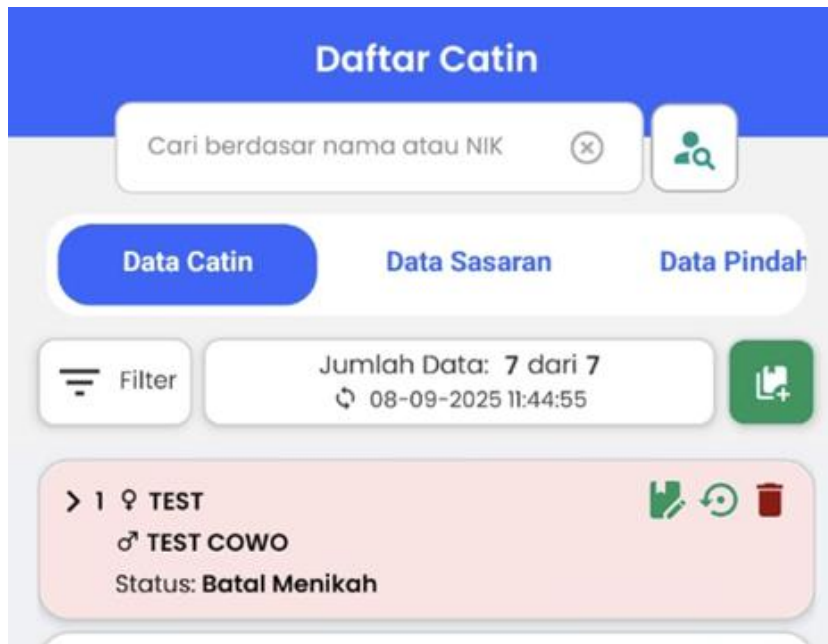 Daftar Catin
Cari berdasar nama atau NIK
Data Catin Data Sasaran Data Pindah
Filter
Jumlah Data: 7 dari 7
08-09-2025 11:44:55
1 ♀ TEST
♂ TEST COWO
Status: Batal Menikah